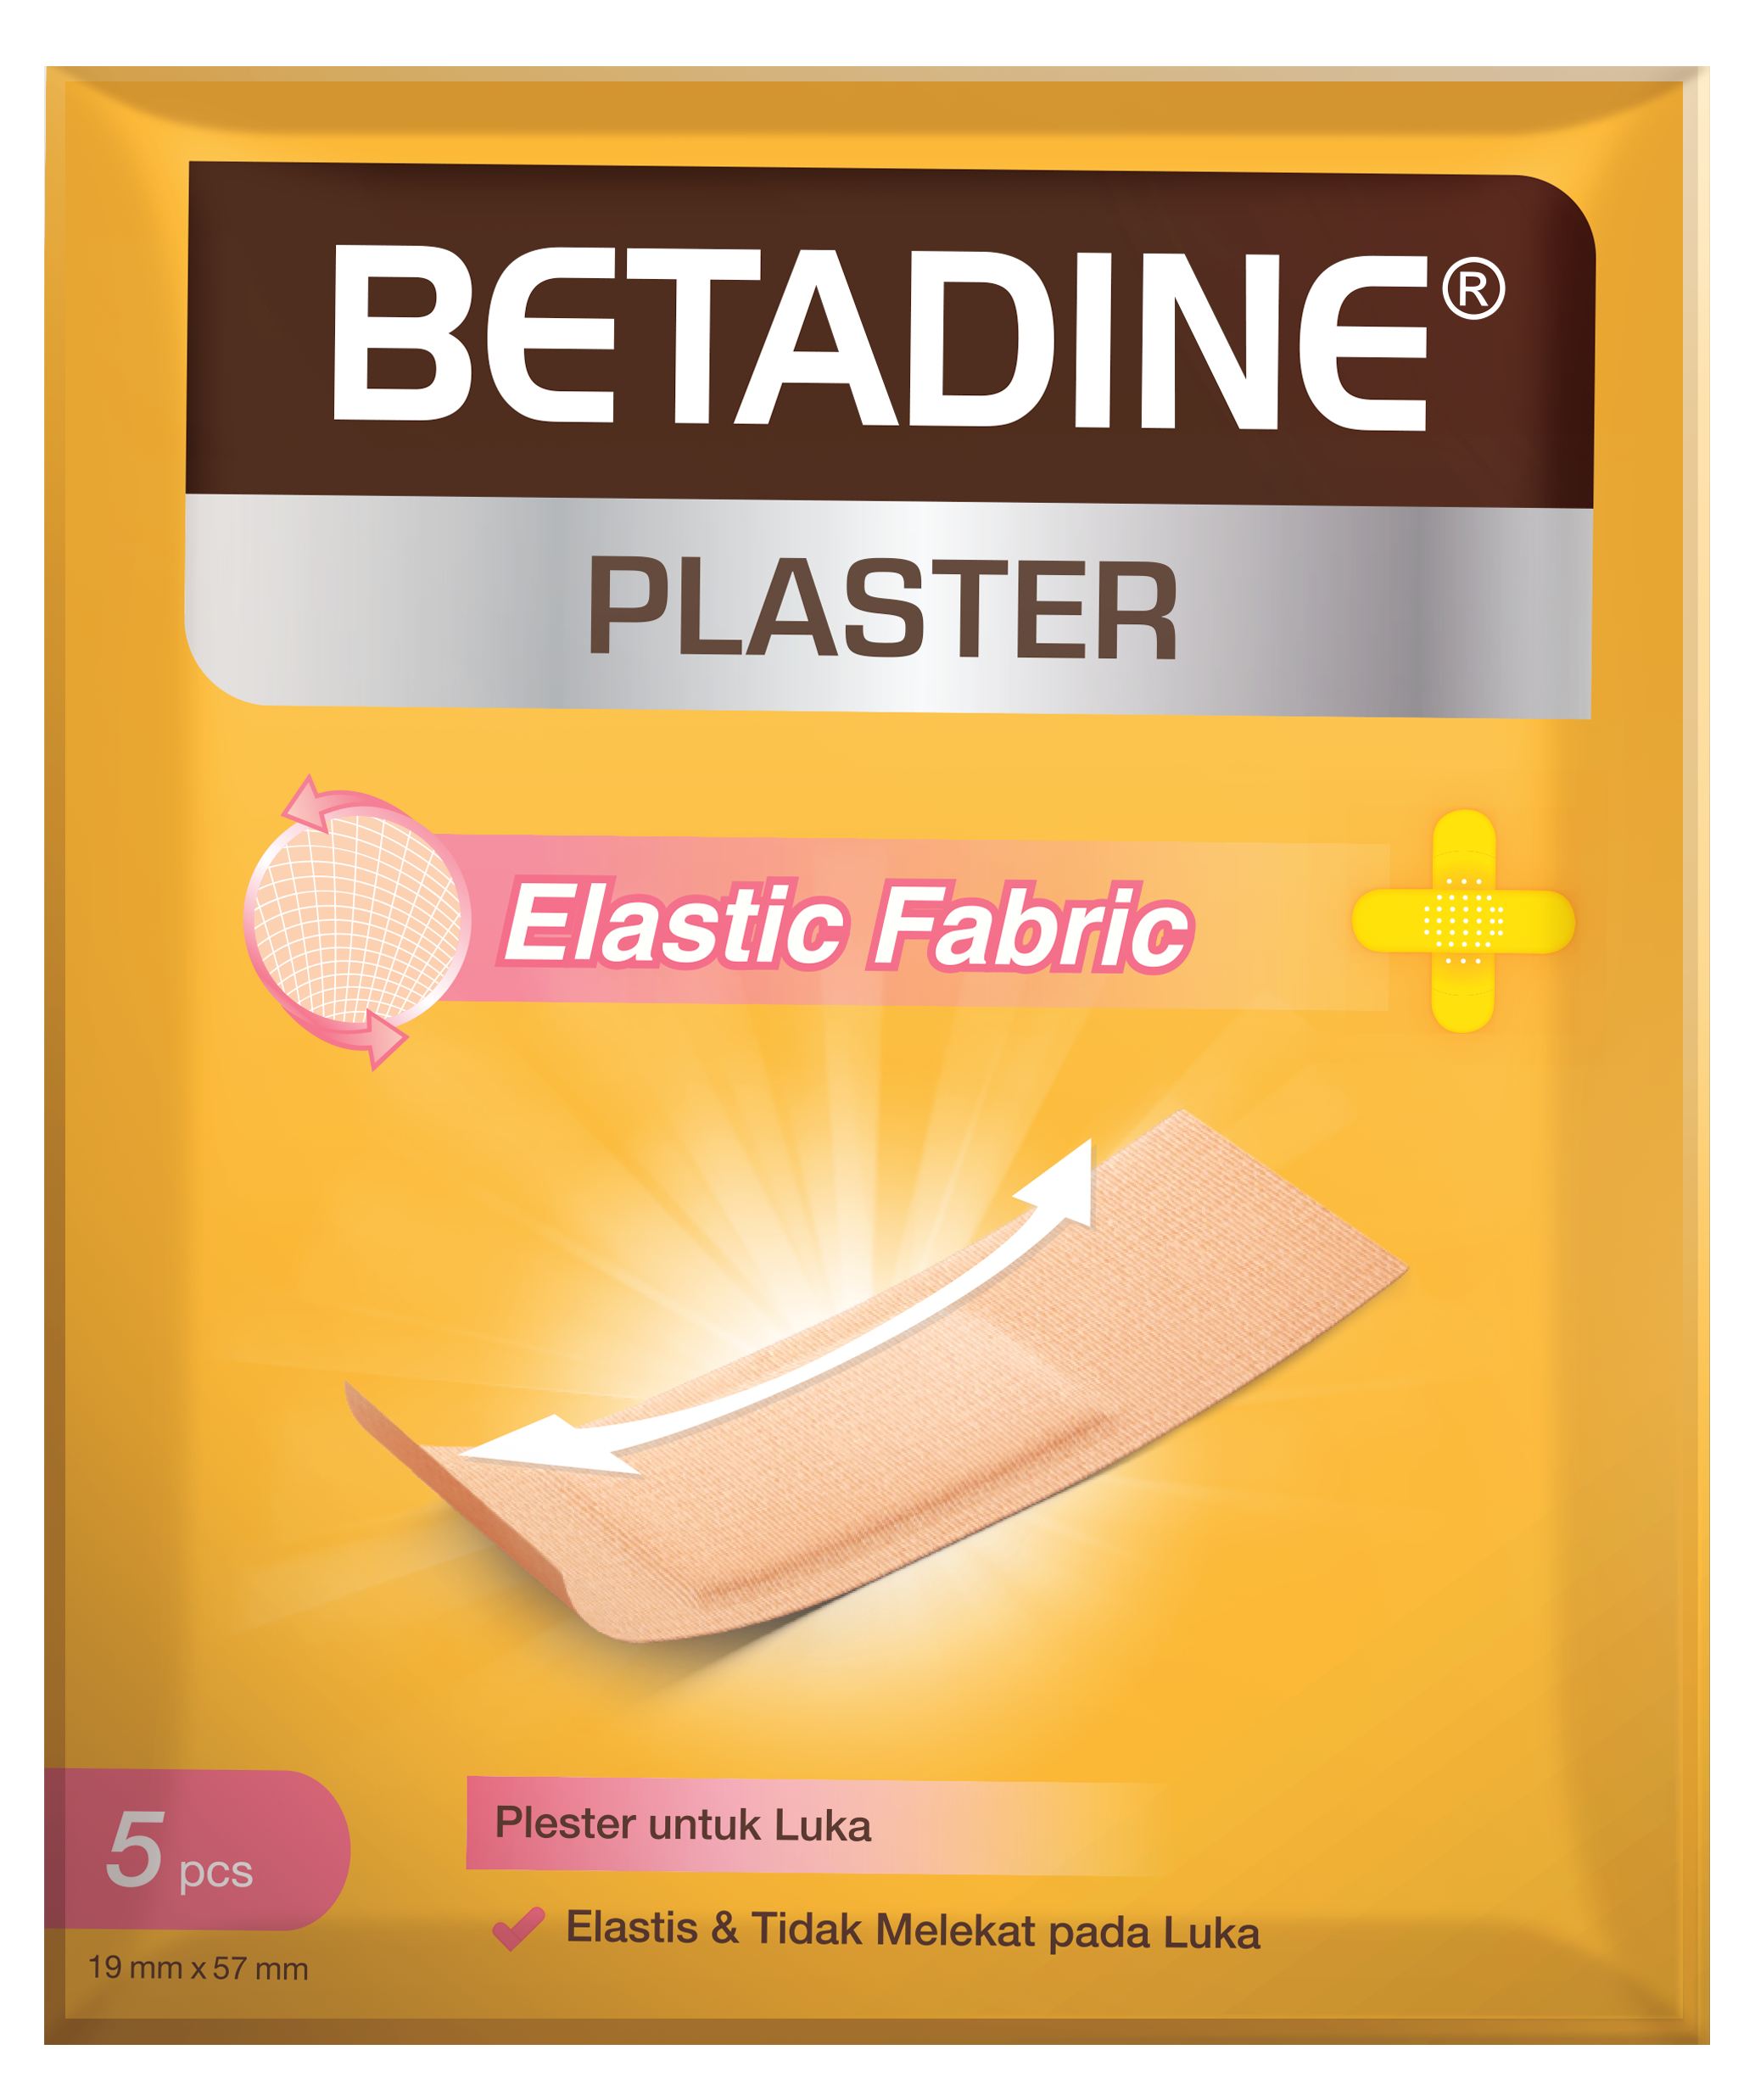 BETADINE®
PLASTER
Elastic Fabric
5 pcs
19 mm x 57 mm
Plester untuk Luka
Elastis & Tidak Melekat pada Luka